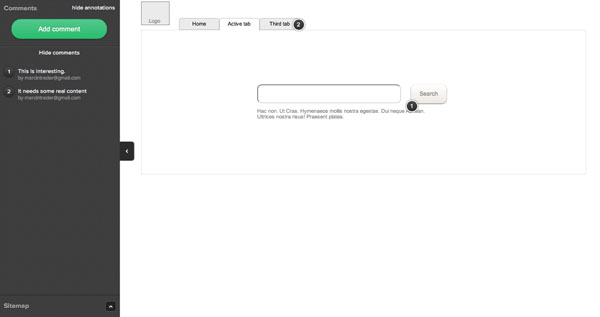 Comments hide annotations
Add comment
Hide comments
1 This is interesting.
by marcintreder@gmail.com
2 It needs some real content
by marcintreder@gmail.com
Sitemap
Logo
Home Active tab Third tab 2
Search
1
Hac non. Ut Cras. Hymenaeos mollis nostra egestas. Dui neque Aenean.
Ultrices nostra risus! Praesent platea.